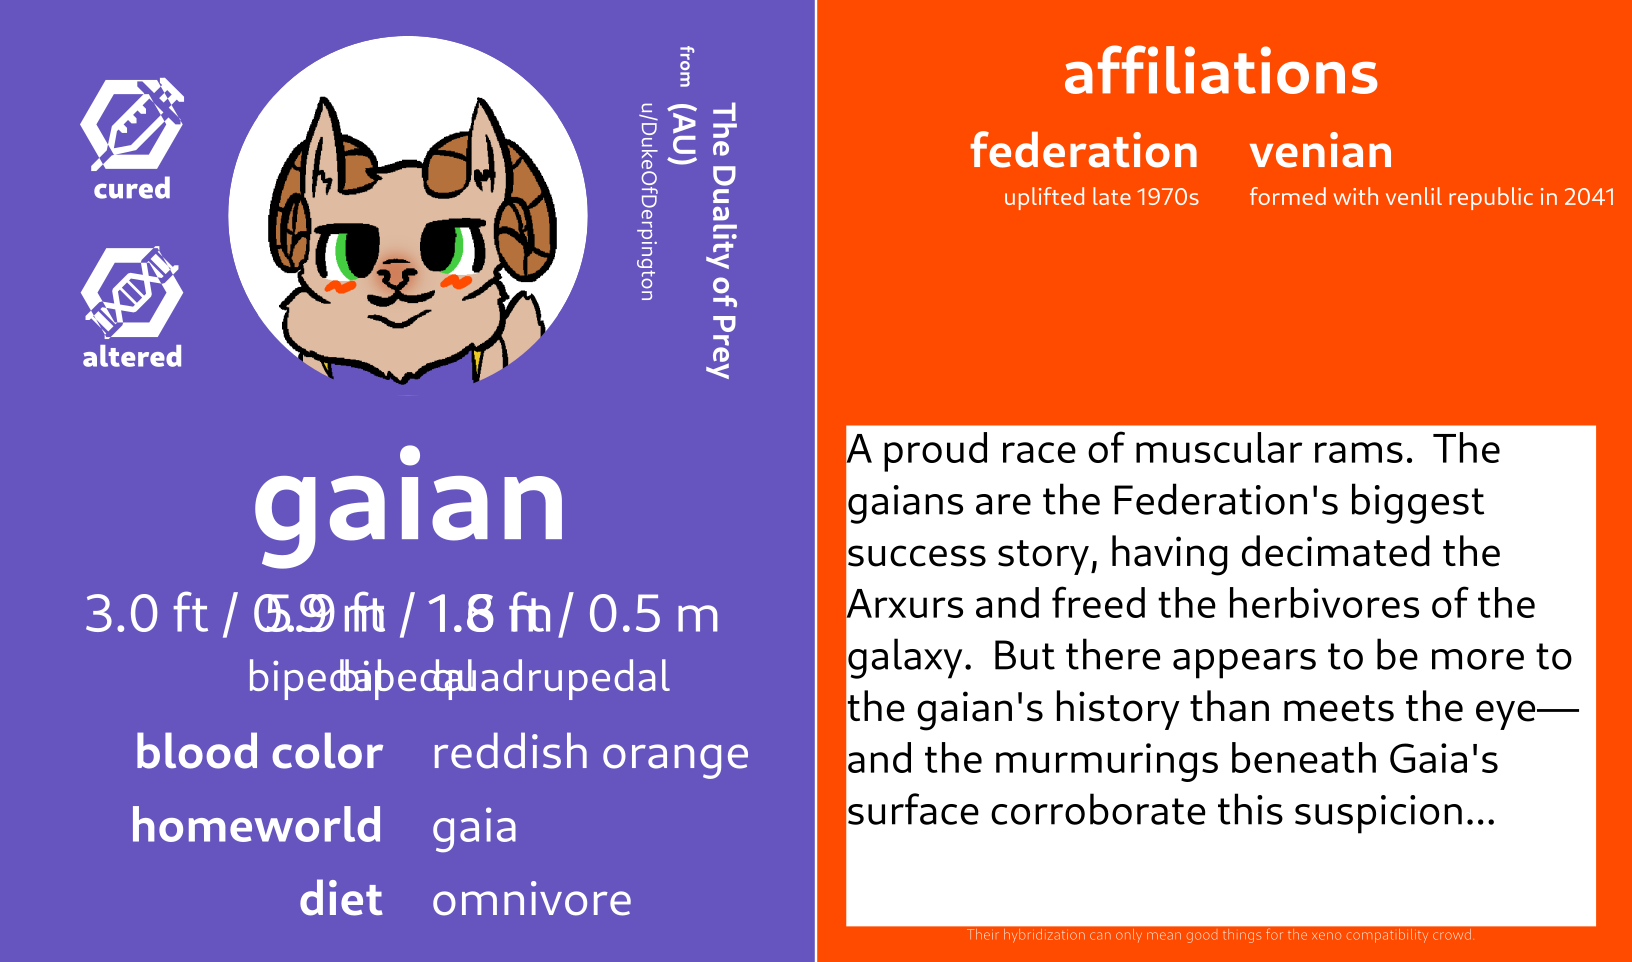 cured
altered
from
The Duality of Prey
(AU)
u/DukeOfDerpington
gaian
3.0 ft / 0.9 m
5.9 ft / 1.8 m
1.6 ft / 0.5 m
bipedal
bipedal
quadrupedal
blood color reddish orange
homeworld gaia
diet omnivore
affiliations
federation
uplifted late 1970s
venian
formed with venlil republic in 2041
A proud race of muscular rams.  The
gaians are the Federation's biggest
success story, having decimated the
Arxurs and freed the herbivores of the
galaxy.  But there appears to be more to
the gaian's history than meets the eye—
and the murmurings beneath Gaia's
surface corroborate this suspicion...
Their hybridization can only mean good things for the xeno compatibility crowd.